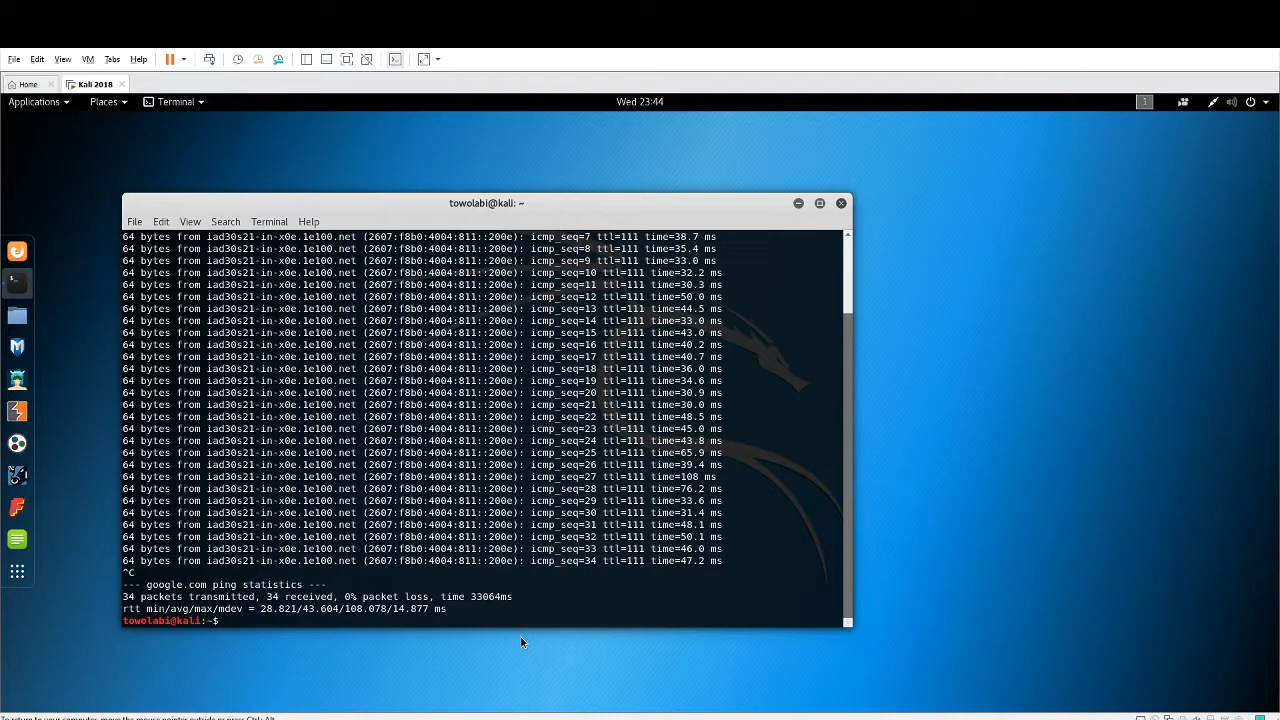 File Edit View VM Tabs Help
Home Kali 2018
Applications Places Terminal Wed 23:44 1
towolabi@kali: ~
File Edit View Search Terminal Help
64 bytes from iad30s21-in-x0e.1e100.net (2607:f8b0:4004:811::200e): icmp_seq=7 ttl=111 time=38.7 ms
64 bytes from iad30s21-in-x0e.1e100.net (2607:f8b0:4004:811::200e): icmp_seq=8 ttl=111 time=35.4 ms
64 bytes from iad30s21-in-x0e.1e100.net (2607:f8b0:4004:811::200e): icmp_seq=9 ttl=111 time=33.0 ms
64 bytes from iad30s21-in-x0e.1e100.net (2607:f8b0:4004:811::200e): icmp_seq=10 ttl=111 time=32.2 ms
64 bytes from iad30s21-in-x0e.1e100.net (2607:f8b0:4004:811::200e): icmp_seq=11 ttl=111 time=30.3 ms
64 bytes from iad30s21-in-x0e.1e100.net (2607:f8b0:4004:811::200e): icmp_seq=12 ttl=111 time=50.0 ms
64 bytes from iad30s21-in-x0e.1e100.net (2607:f8b0:4004:811::200e): icmp_seq=13 ttl=111 time=44.5 ms
64 bytes from iad30s21-in-x0e.1e100.net (2607:f8b0:4004:811::200e): icmp_seq=14 ttl=111 time=33.0 ms
64 bytes from iad30s21-in-x0e.1e100.net (2607:f8b0:4004:811::200e): icmp_seq=15 ttl=111 time=43.0 ms
64 bytes from iad30s21-in-x0e.1e100.net (2607:f8b0:4004:811::200e): icmp_seq=16 ttl=111 time=40.2 ms
64 bytes from iad30s21-in-x0e.1e100.net (2607:f8b0:4004:811::200e): icmp_seq=17 ttl=111 time=40.7 ms
64 bytes from iad30s21-in-x0e.1e100.net (2607:f8b0:4004:811::200e): icmp_seq=18 ttl=111 time=36.0 ms
64 bytes from iad30s21-in-x0e.1e100.net (2607:f8b0:4004:811::200e): icmp_seq=19 ttl=111 time=34.6 ms
64 bytes from iad30s21-in-x0e.1e100.net (2607:f8b0:4004:811::200e): icmp_seq=20 ttl=111 time=30.9 ms
64 bytes from iad30s21-in-x0e.1e100.net (2607:f8b0:4004:811::200e): icmp_seq=21 ttl=111 time=30.0 ms
64 bytes from iad30s21-in-x0e.1e100.net (2607:f8b0:4004:811::200e): icmp_seq=22 ttl=111 time=48.5 ms
64 bytes from iad30s21-in-x0e.1e100.net (2607:f8b0:4004:811::200e): icmp_seq=23 ttl=111 time=45.0 ms
64 bytes from iad30s21-in-x0e.1e100.net (2607:f8b0:4004:811::200e): icmp_seq=24 ttl=111 time=43.8 ms
64 bytes from iad30s21-in-x0e.1e100.net (2607:f8b0:4004:811::200e): icmp_seq=25 ttl=111 time=65.9 ms
64 bytes from iad30s21-in-x0e.1e100.net (2607:f8b0:4004:811::200e): icmp_seq=26 ttl=111 time=39.4 ms
64 bytes from iad30s21-in-x0e.1e100.net (2607:f8b0:4004:811::200e): icmp_seq=27 ttl=111 time=108 ms
64 bytes from iad30s21-in-x0e.1e100.net (2607:f8b0:4004:811::200e): icmp_seq=28 ttl=111 time=76.2 ms
64 bytes from iad30s21-in-x0e.1e100.net (2607:f8b0:4004:811::200e): icmp_seq=29 ttl=111 time=33.6 ms
64 bytes from iad30s21-in-x0e.1e100.net (2607:f8b0:4004:811::200e): icmp_seq=30 ttl=111 time=31.4 ms
64 bytes from iad30s21-in-x0e.1e100.net (2607:f8b0:4004:811::200e): icmp_seq=31 ttl=111 time=48.1 ms
64 bytes from iad30s21-in-x0e.1e100.net (2607:f8b0:4004:811::200e): icmp_seq=32 ttl=111 time=50.1 ms
64 bytes from iad30s21-in-x0e.1e100.net (2607:f8b0:4004:811::200e): icmp_seq=33 ttl=111 time=46.0 ms
64 bytes from iad30s21-in-x0e.1e100.net (2607:f8b0:4004:811::200e): icmp_seq=34 ttl=111 time=47.2 ms
^C
--- google.com ping statistics ---
34 packets transmitted, 34 received, 0% packet loss, time 33064ms
rtt min/avg/max/mdev = 28.821/43.604/108.078/14.877 ms
towolabi@kali:~$
To return to your computer, move the mouse pointer outside or press Ctrl+Alt.